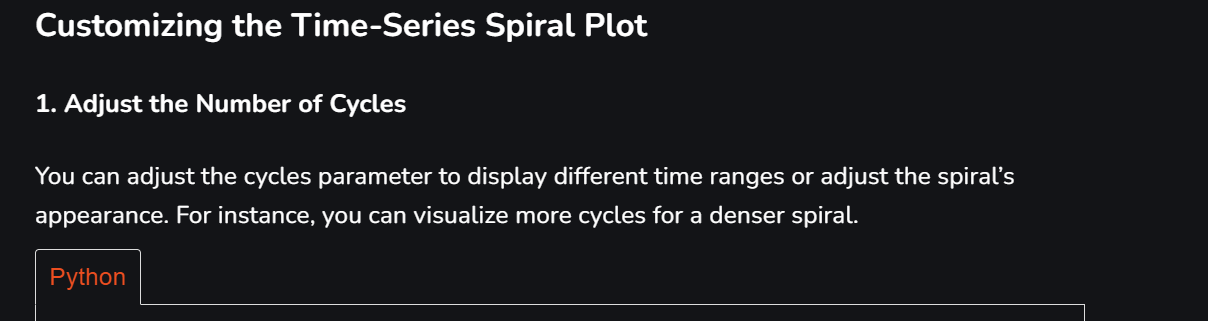 Customizing the Time-Series Spiral Plot
1. Adjust the Number of Cycles
You can adjust the cycles parameter to display different time ranges or adjust the spiral’s
appearance. For instance, you can visualize more cycles for a denser spiral.
Python